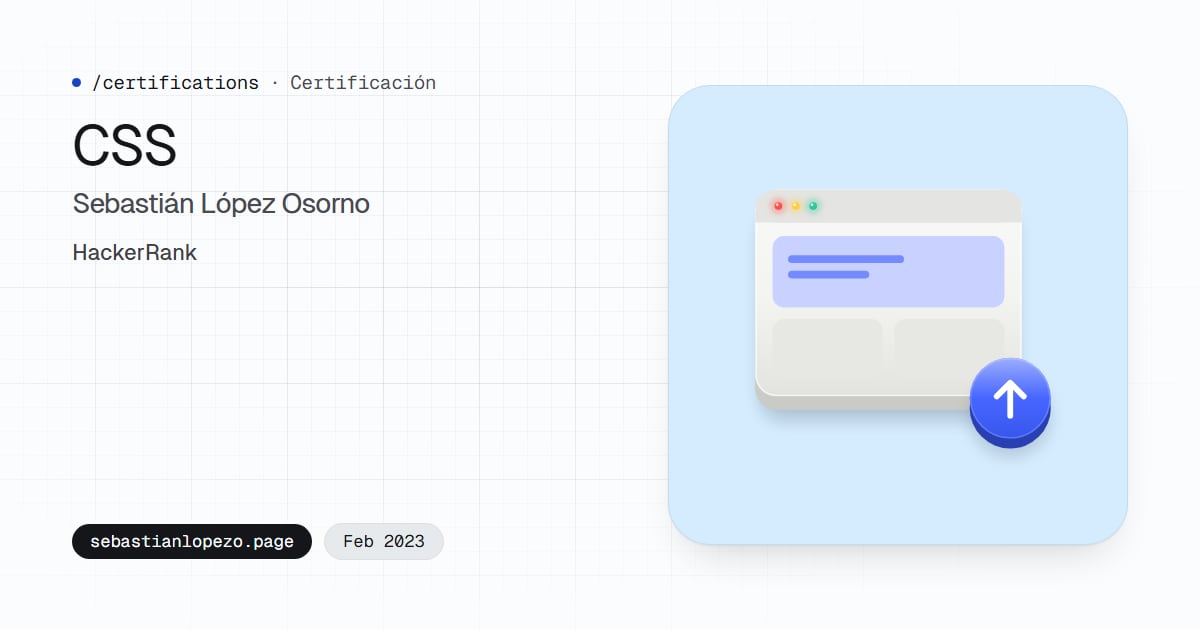 /certifications · Certificación
CSS
Sebastián López Osorno
HackerRank
sebastianlopezo.page
Feb 2023